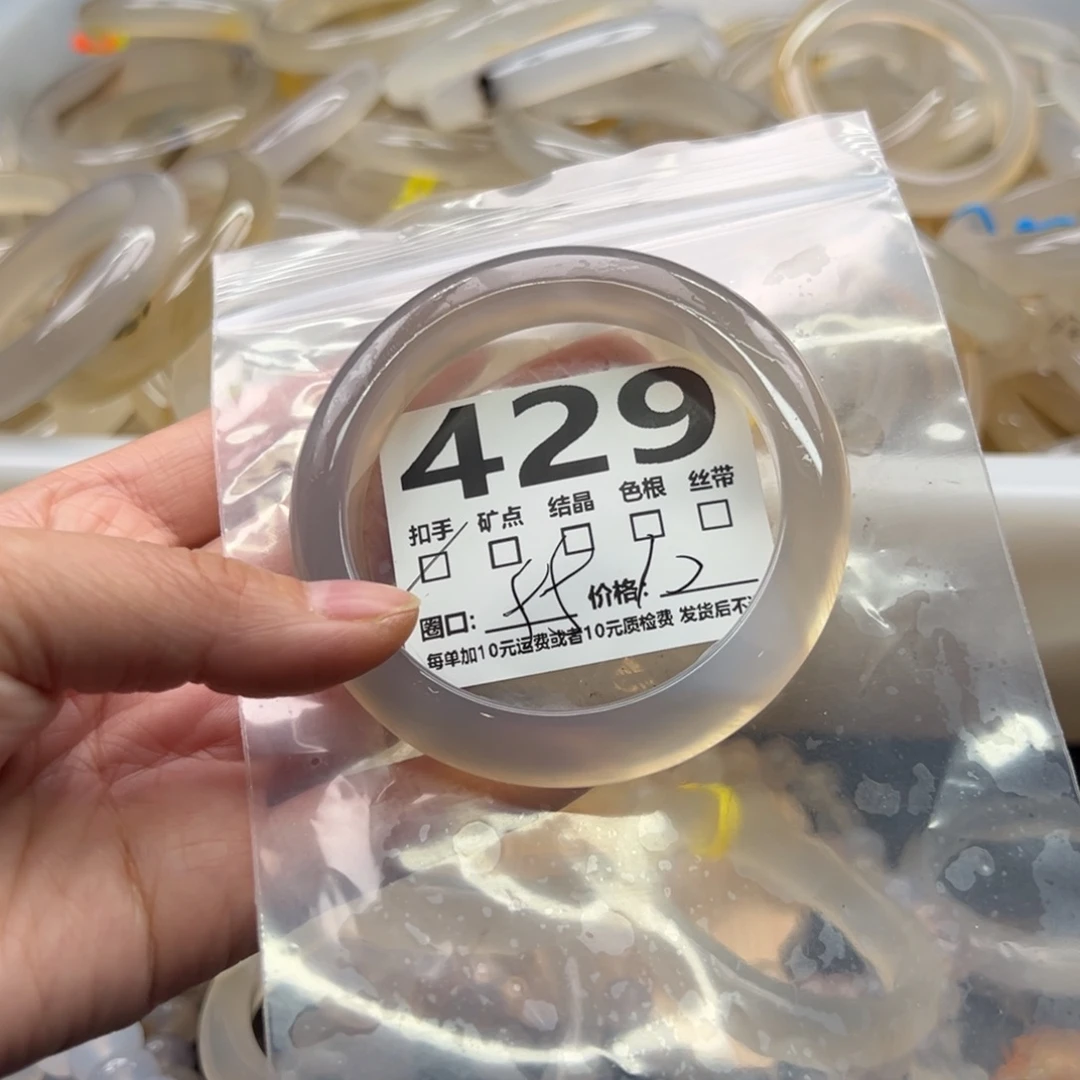 429
扣手 矿点 结晶 色根 丝带
圈口: 价格: 12
每单加10元运费或者10元质检费 发货后不